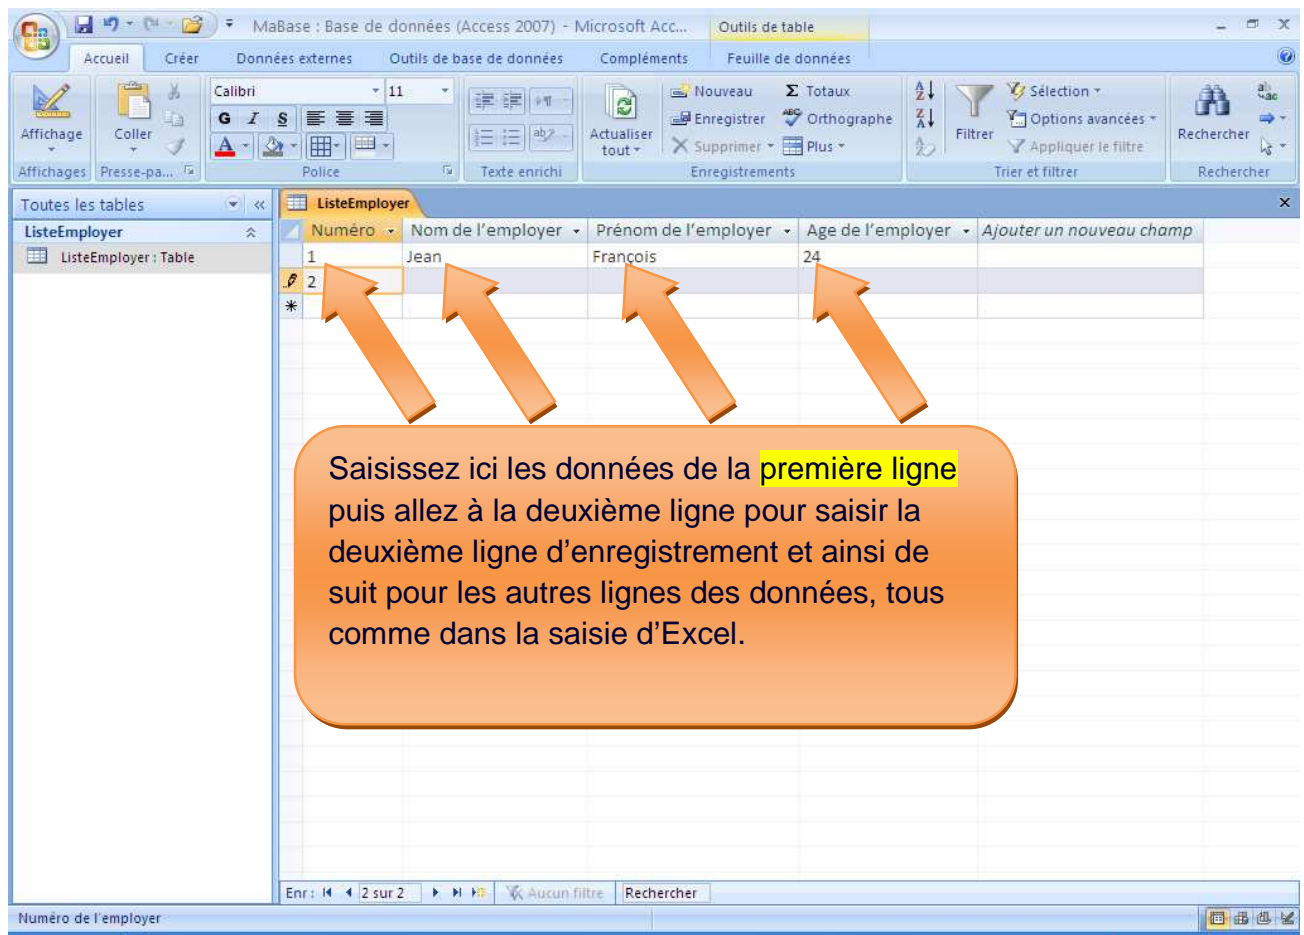 MaBase : Base de données (Access 2007) - Microsoft Acc...
Outils de table
Accueil Créer Données externes Outils de base de données Compléments Feuille de données
Affichage
Coller
Calibri 11
G I S
A
ab
Actualiser
tout
Nouveau
Enregistrer
Supprimer
Σ Totaux
ABC Orthographe
Plus
A
Z
Z
A
Filtrer
Sélection
Options avancées
Appliquer le filtre
Rechercher
ab
ac
Affichages Presse-pa... Police Texte enrichi Enregistrements Trier et filtrer Rechercher
Toutes les tables «
ListeEmployer
ListeEmployer : Table
ListeEmployer
Numéro Nom de l'employer Prénom de l'employer Age de l'employer Ajouter un nouveau champ
1 Jean François 24
2
Saisissez ici les données de la première ligne
puis allez à la deuxième ligne pour saisir la
deuxième ligne d’enregistrement et ainsi de
suit pour les autres lignes des données, tous
comme dans la saisie d’Excel.
Enr : 2 sur 2 Aucun filtre Rechercher
Numéro de l'employer